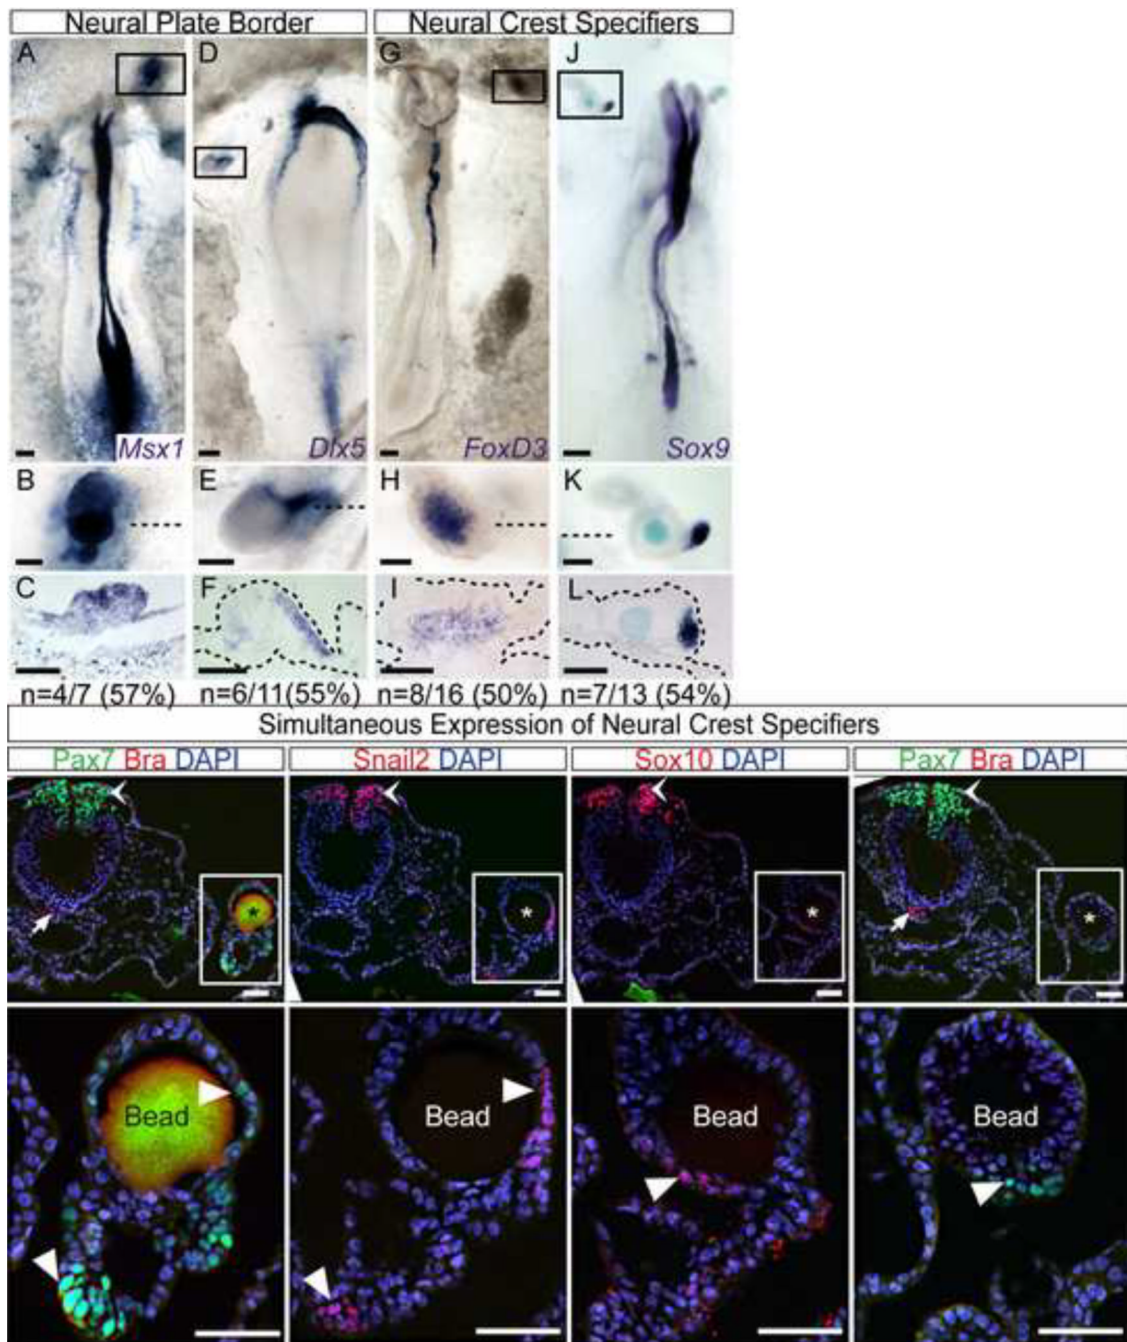 Neural Plate Border
Neural Crest Specifiers
A
D
G
J
Msx1
Dlx5
FoxD3
Sox9
B
E
H
K
C
F
I
L
n=4/7 (57%)
n=6/11(55%)
n=8/16 (50%)
n=7/13 (54%)
Simultaneous Expression of Neural Crest Specifiers
Pax7 Bra DAPI
Snail2 DAPI
Sox10 DAPI
Pax7 Bra DAPI
*
*
*
*
Bead
Bead
Bead
Bead